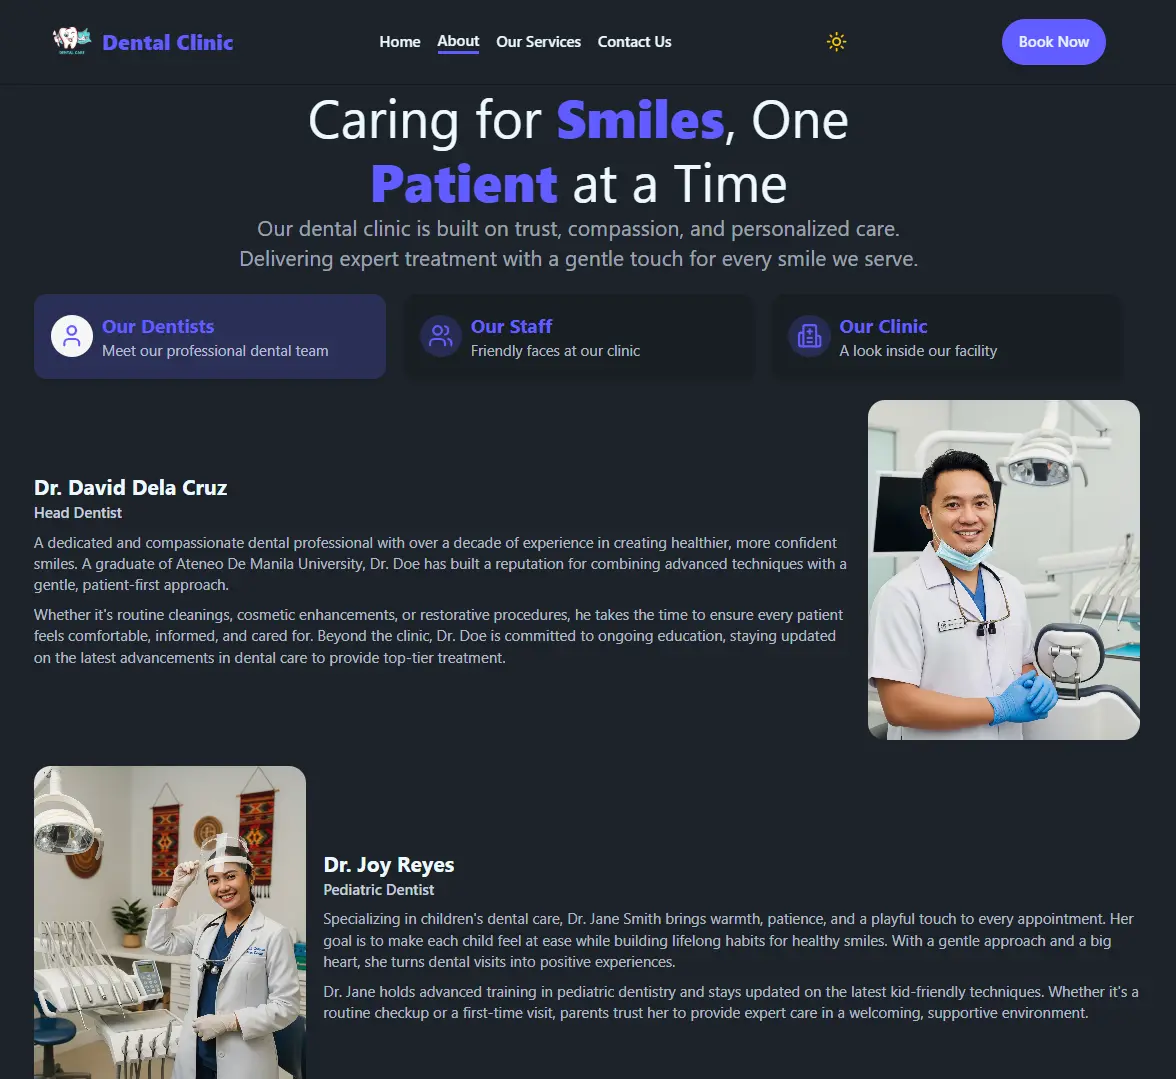 DENTAL CARE
Dental Clinic
Home About Our Services Contact Us
Book Now
Caring for Smiles, One
Patient at a Time
Our dental clinic is built on trust, compassion, and personalized care.
Delivering expert treatment with a gentle touch for every smile we serve.
Our Dentists
Meet our professional dental team
Our Staff
Friendly faces at our clinic
Our Clinic
A look inside our facility
Dr. David Dela Cruz
Head Dentist
A dedicated and compassionate dental professional with over a decade of experience in creating healthier, more confident
smiles. A graduate of Ateneo De Manila University, Dr. Doe has built a reputation for combining advanced techniques with a
gentle, patient-first approach.
Whether it's routine cleanings, cosmetic enhancements, or restorative procedures, he takes the time to ensure every patient
feels comfortable, informed, and cared for. Beyond the clinic, Dr. Doe is committed to ongoing education, staying updated
on the latest advancements in dental care to provide top-tier treatment.
Dr. Joy Reyes
Pediatric Dentist
Specializing in children's dental care, Dr. Jane Smith brings warmth, patience, and a playful touch to every appointment. Her
goal is to make each child feel at ease while building lifelong habits for healthy smiles. With a gentle approach and a big
heart, she turns dental visits into positive experiences.
Dr. Jane holds advanced training in pediatric dentistry and stays updated on the latest kid-friendly techniques. Whether it's a
routine checkup or a first-time visit, parents trust her to provide expert care in a welcoming, supportive environment.